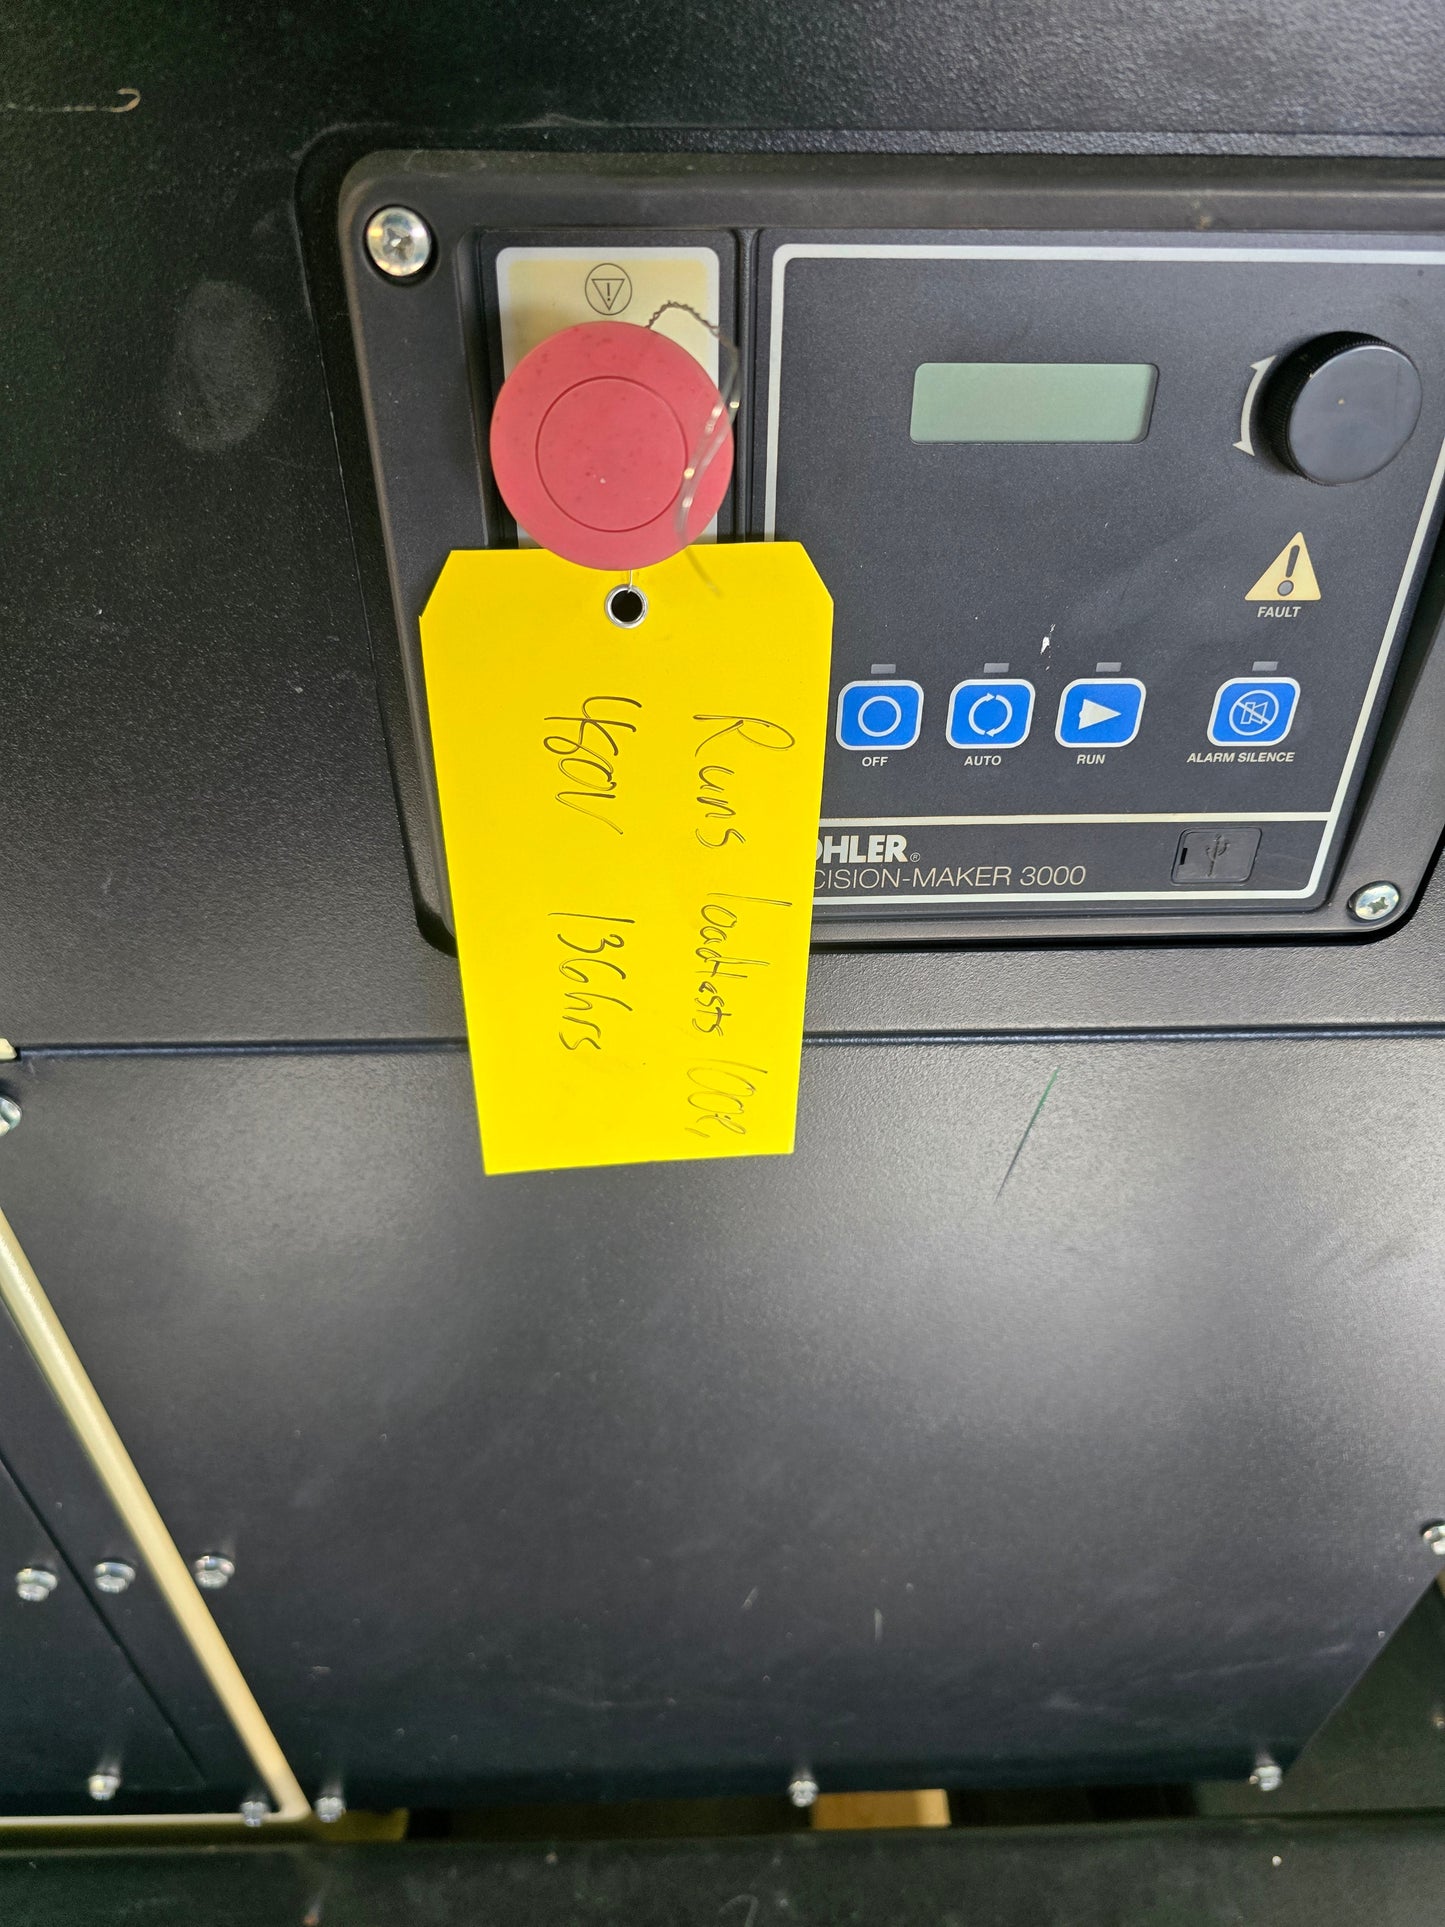 FAULT
OFF AUTO RUN ALARM SILENCE
OHLER®
CISION-MAKER 3000
Runs loadtests 100%,
480V 136hrs